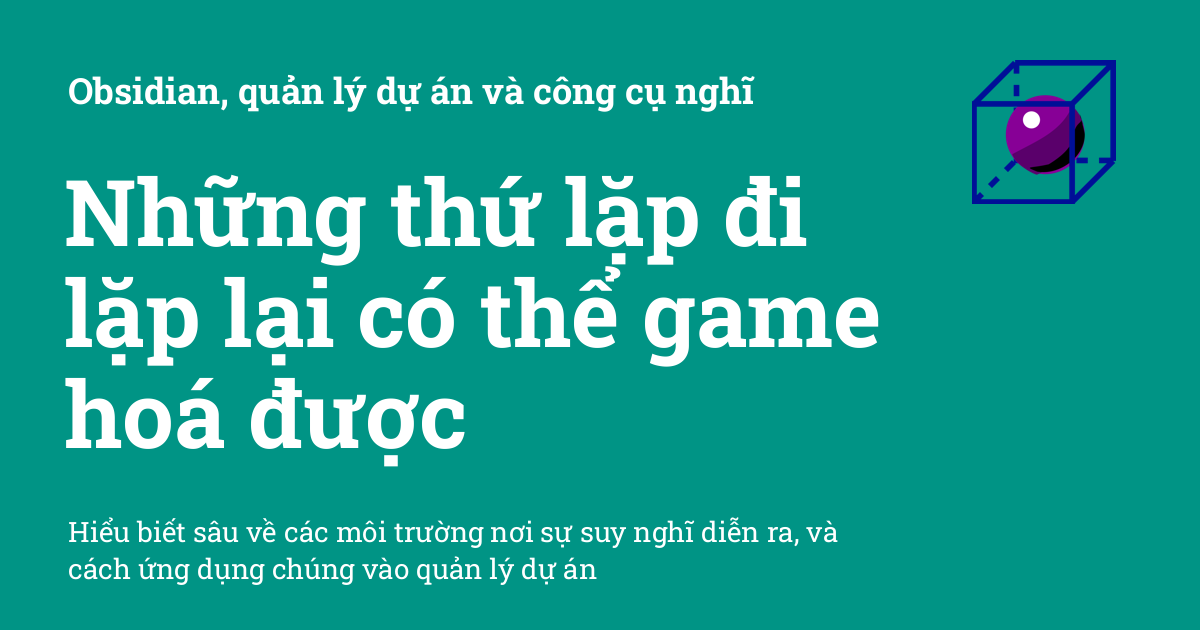 Obsidian, quản lý dự án và công cụ nghĩ
Những thứ lặp đi
lặp lại có thể game
hoá được
Hiểu biết sâu về các môi trường nơi sự suy nghĩ diễn ra, và
cách ứng dụng chúng vào quản lý dự án